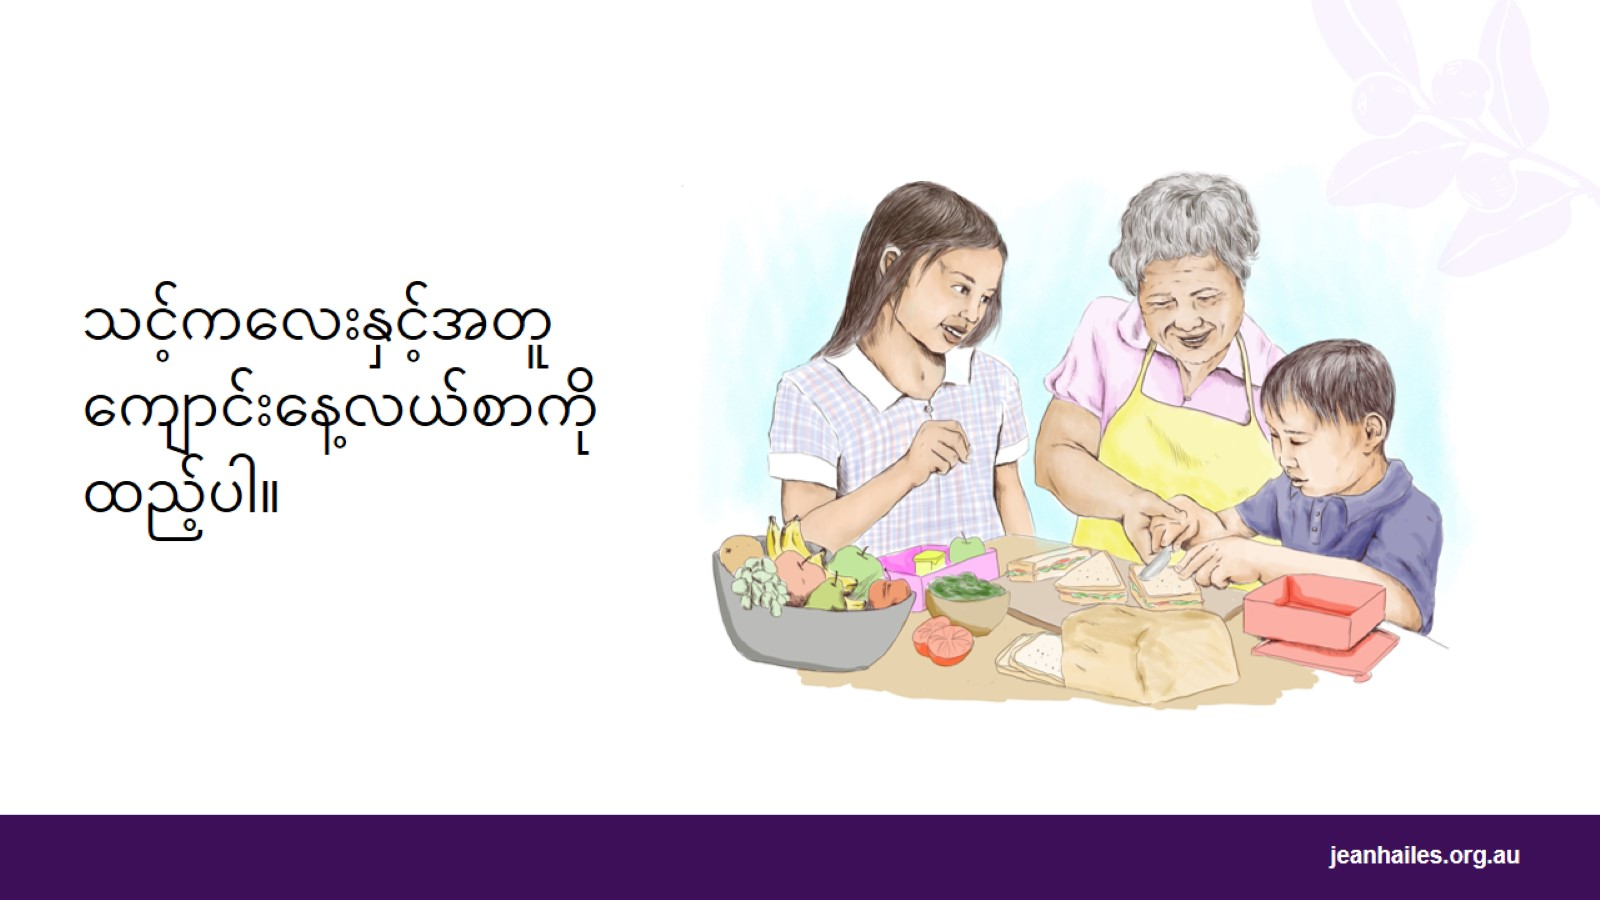 သင့်ကလေးနှင့်အတူ
ကျောင်းနေ့လယ်စာကို
ထည့်ပါ။
jeanhailes.org.au